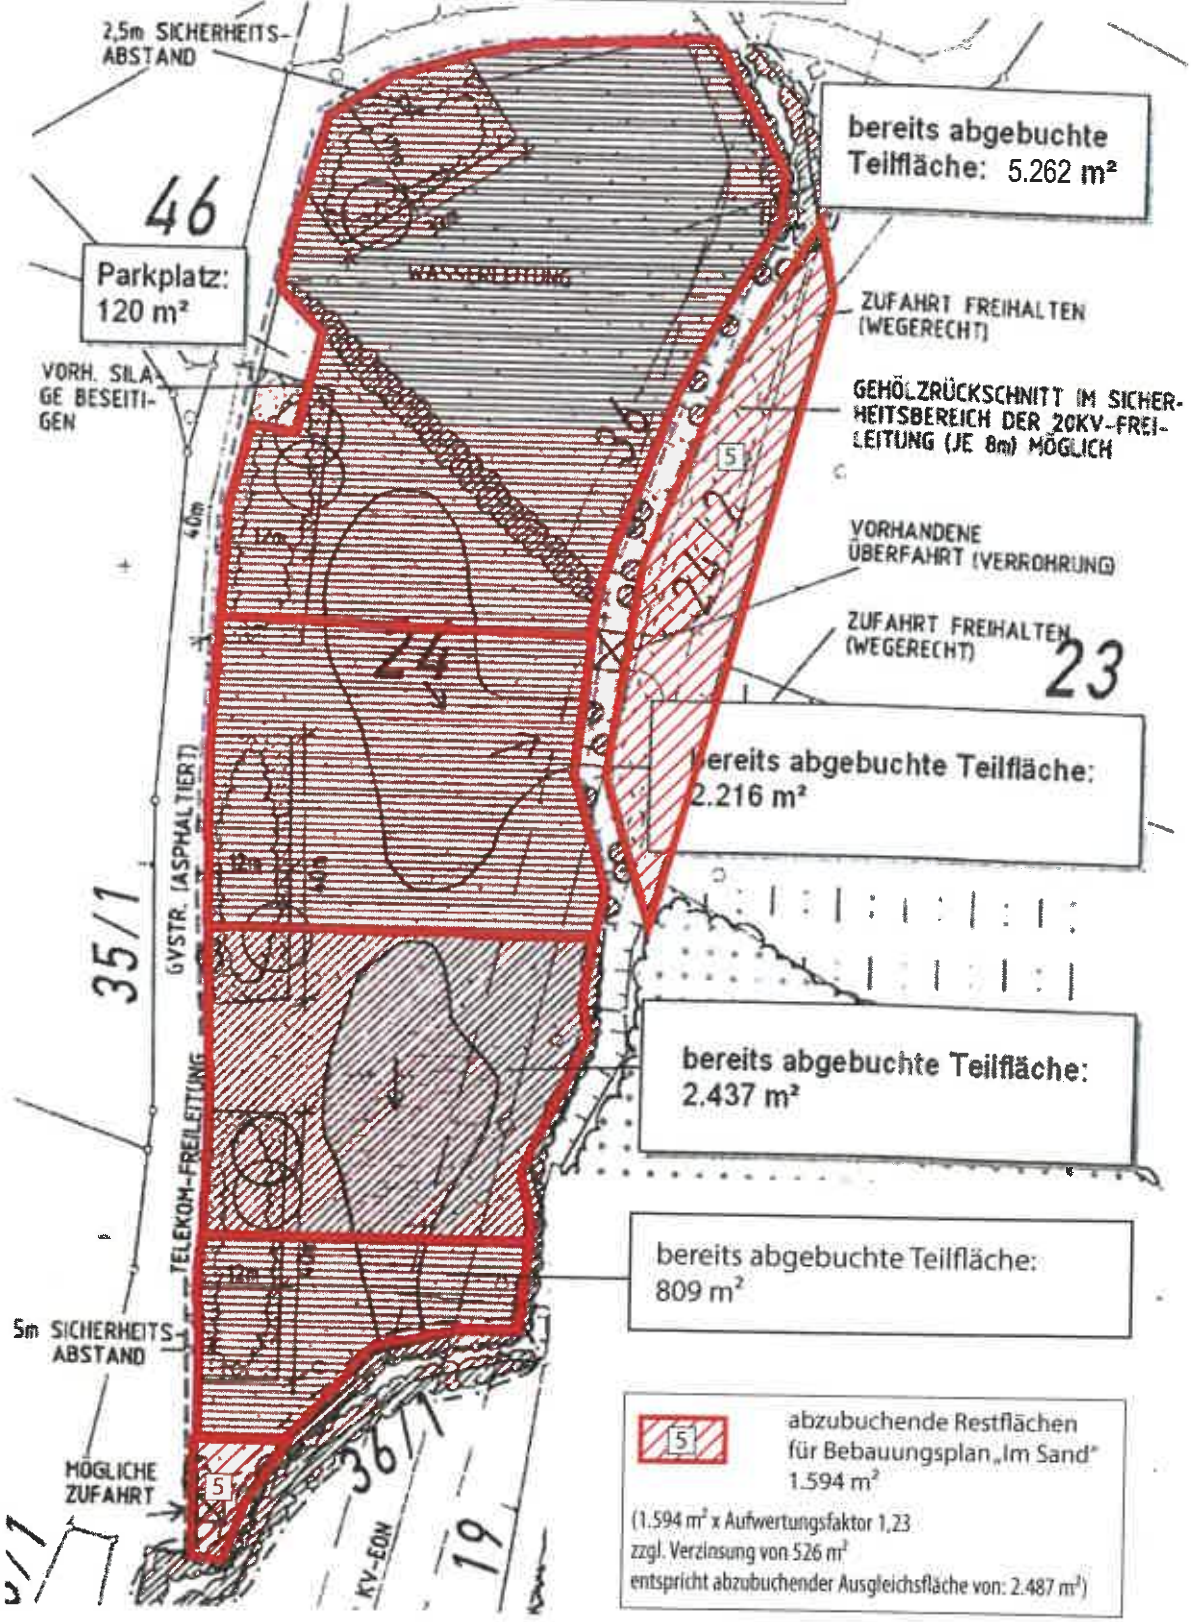 2,5m SICHERHEITS-
ABSTAND
bereits abgebuchte
Teilfläche: 5.262 m²
46
Parkplatz:
120 m²
WASSERLEITUNG
ZUFAHRT FREIHALTEN
(WEGERECHT)
VORH. SILA-
GE BESEITI-
GEN
GEHÖLZRÜCKSCHNITT IM SICHER-
HEITSBEREICH DER 20KV-FREI-
LEITUNG (JE 8m) MÖGLICH
36
5
24/2
40m
12m
VORHANDENE
ÜBERFAHRT (VERROHRUNG)
ZUFAHRT FREIHALTEN
(WEGERECHT)
23
24
bereits abgebuchte Teilfläche:
2.216 m²
GVSTR. (ASPHALTIERT)
12m
40m
35/1
bereits abgebuchte Teilfläche:
2.437 m²
TELEKOM-FREILEITUNG
bereits abgebuchte Teilfläche:
809 m²
12m
40m
5m SICHERHEITS
ABSTAND
MÖGLICHE
ZUFAHRT
5
36/1
KV-EON
19
5
abzubuchende Restflächen
für Bebauungsplan „Im Sand"
1.594 m²
(1.594 m² x Aufwertungsfaktor 1,23
zzgl. Verzinsung von 526 m²
entspricht abzubuchender Ausgleichsfläche von: 2.487 m²)